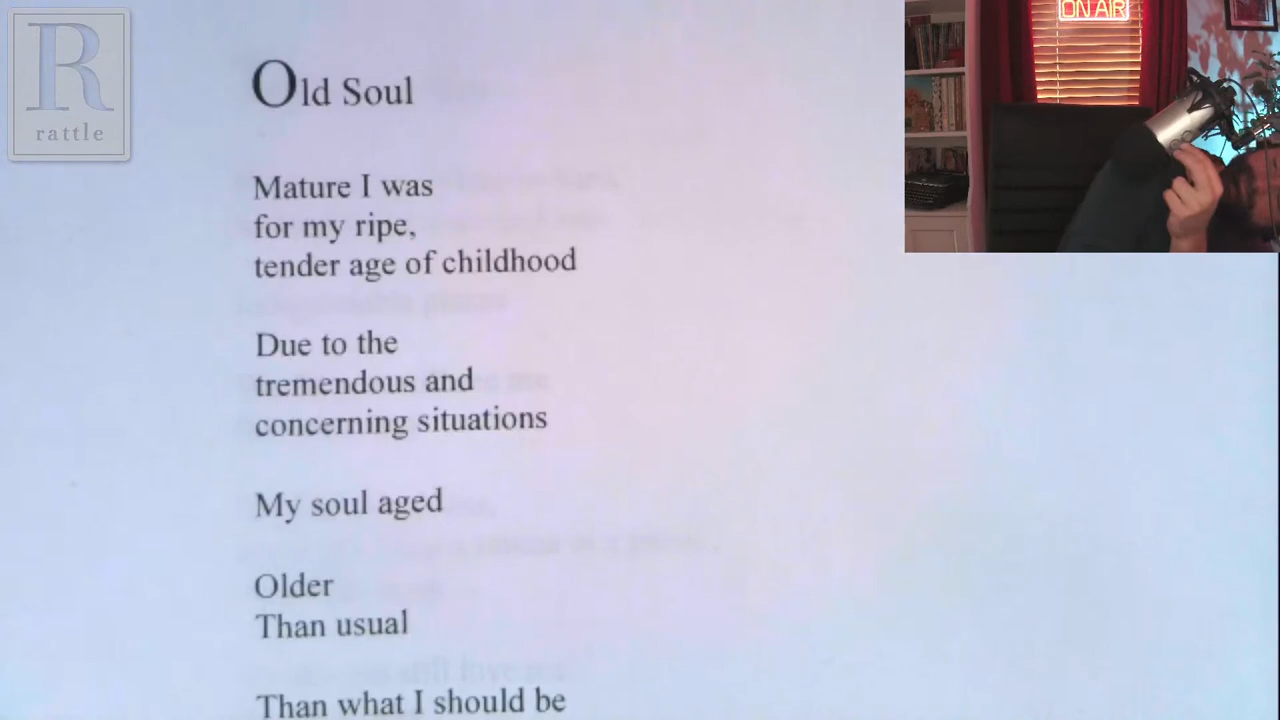 R
rattle
ON AIR
Old Soul
Mature I was
for my ripe,
tender age of childhood
Due to the
tremendous and
concerning situations
My soul aged
Older
Than usual
Than what I should be